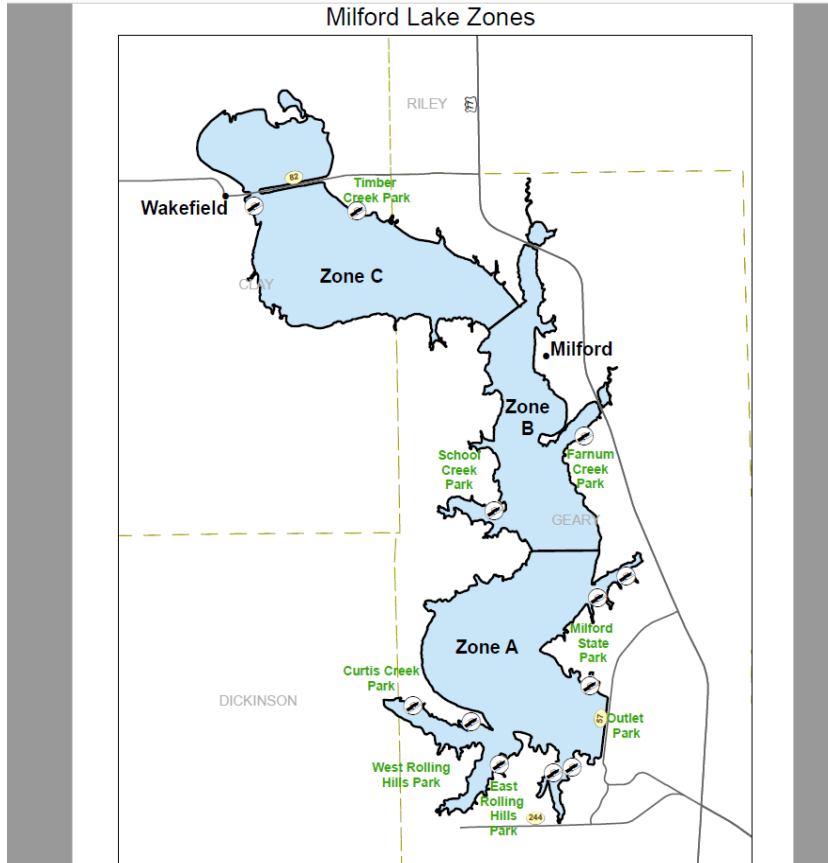 Milford Lake Zones
RILEY
77
82
Timber
Creek Park
Wakefield
Zone C
CLAY
Milford
Zone
B
School
Creek
Park
Farnum
Creek
Park
GEARY
Milford
State
Park
Zone A
Curtis Creek
Park
DICKINSON
57
Outlet
Park
West Rolling
Hills Park
East
Rolling
Hills
Park
244